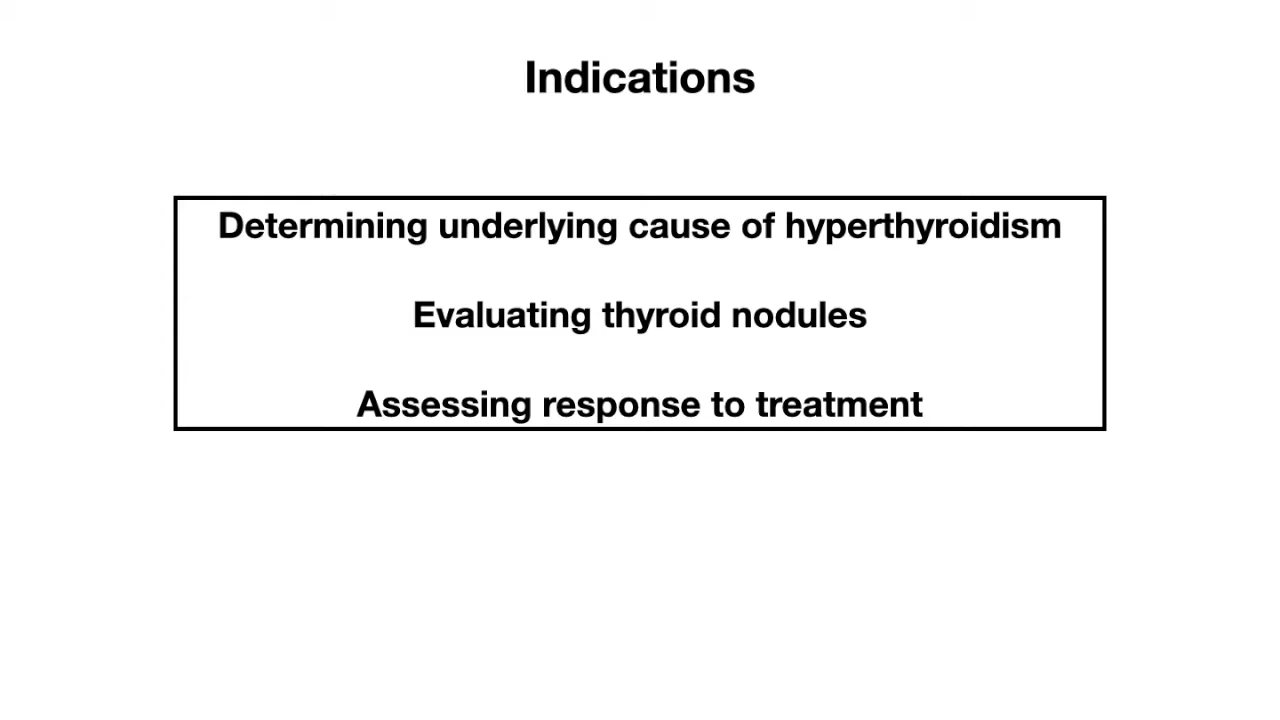 Indications
Determining underlying cause of hyperthyroidism
Evaluating thyroid nodules
Assessing response to treatment